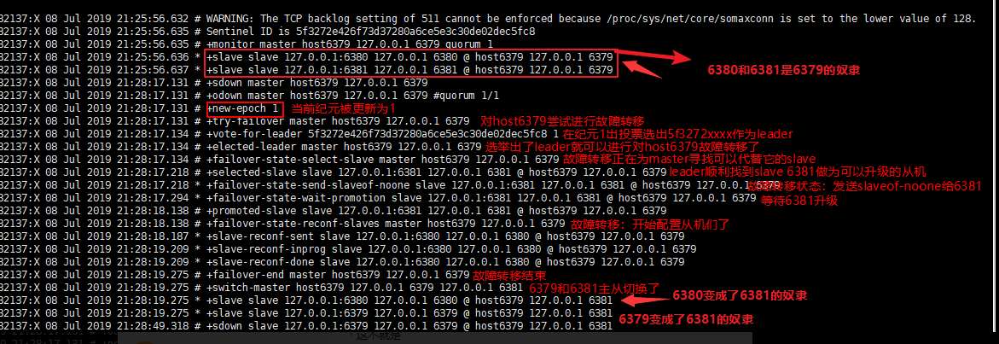 32137:X 08 Jul 2019 21:25:56.632 # WARNING: The TCP backlog setting of 511 cannot be enforced because /proc/sys/net/core/somaxconn is set to the lower value of 128.
32137:X 08 Jul 2019 21:25:56.635 # Sentinel ID is 5f3272e426f73d37280a6ce5e3c30de02dec5fc8
32137:X 08 Jul 2019 21:25:56.635 # +monitor master host6379 127.0.0.1 6379 quorum 1
32137:X 08 Jul 2019 21:25:56.636 * +slave slave 127.0.0.1:6380 127.0.0.1 6380 @ host6379 127.0.0.1 6379
32137:X 08 Jul 2019 21:25:56.637 * +slave slave 127.0.0.1:6381 127.0.0.1 6381 @ host6379 127.0.0.1 6379 6380和6381是6379的奴隶
32137:X 08 Jul 2019 21:28:17.131 # +sdown master host6379 127.0.0.1 6379
32137:X 08 Jul 2019 21:28:17.131 # +odown master host6379 127.0.0.1 6379 #quorum 1/1
32137:X 08 Jul 2019 21:28:17.131 # +new-epoch 1 当前纪元被更新为1
32137:X 08 Jul 2019 21:28:17.131 # +try-failover master host6379 127.0.0.1 6379 对host6379尝试进行故障转移
32137:X 08 Jul 2019 21:28:17.134 # +vote-for-leader 5f3272e426f73d37280a6ce5e3c30de02dec5fc8 1 在纪元1出投票选出5f3272xxxx作为leader
32137:X 08 Jul 2019 21:28:17.134 # +elected-leader master host6379 127.0.0.1 6379 选举出了leader就可以进行对host6379故障转移了
32137:X 08 Jul 2019 21:28:17.134 # +failover-state-select-slave master host6379 127.0.0.1 6379 故障转移正在为master寻找可以代替它的slave
32137:X 08 Jul 2019 21:28:17.218 # +selected-slave slave 127.0.0.1:6381 127.0.0.1 6381 @ host6379 127.0.0.1 6379 leader顺利找到slave 6381做为可以升级的从机
32137:X 08 Jul 2019 21:28:17.218 * +failover-state-send-slaveof-noone slave 127.0.0.1:6381 127.0.0.1 6381 @ host6379 127.0.0.1 6379 故障转移状态：发送slaveof-noone给6381
32137:X 08 Jul 2019 21:28:17.294 * +failover-state-wait-promotion slave 127.0.0.1:6381 127.0.0.1 6381 @ host6379 127.0.0.1 6379 等待6381升级
32137:X 08 Jul 2019 21:28:18.138 # +promoted-slave slave 127.0.0.1:6381 127.0.0.1 6381 @ host6379 127.0.0.1 6379
32137:X 08 Jul 2019 21:28:18.138 # +failover-state-reconf-slaves master host6379 127.0.0.1 6379 故障转移：开始配置从机们了
32137:X 08 Jul 2019 21:28:18.187 * +slave-reconf-sent slave 127.0.0.1:6380 127.0.0.1 6380 @ host6379 127.0.0.1 6379
32137:X 08 Jul 2019 21:28:19.209 * +slave-reconf-inprog slave 127.0.0.1:6380 127.0.0.1 6380 @ host6379 127.0.0.1 6379
32137:X 08 Jul 2019 21:28:19.209 * +slave-reconf-done slave 127.0.0.1:6380 127.0.0.1 6380 @ host6379 127.0.0.1 6379
32137:X 08 Jul 2019 21:28:19.275 # +failover-end master host6379 127.0.0.1 6379 故障转移结束
32137:X 08 Jul 2019 21:28:19.275 # +switch-master host6379 127.0.0.1 6379 127.0.0.1 6381 6379和6381主从切换了
32137:X 08 Jul 2019 21:28:19.275 * +slave slave 127.0.0.1:6380 127.0.0.1 6380 @ host6379 127.0.0.1 6381 6380变成了6381的奴隶
32137:X 08 Jul 2019 21:28:19.275 * +slave slave 127.0.0.1:6379 127.0.0.1 6379 @ host6379 127.0.0.1 6381 6379变成了6381的奴隶
32137:X 08 Jul 2019 21:28:49.318 # +sdown slave 127.0.0.1:6379 127.0.0.1 6379 @ host6379 127.0.0.1 6381